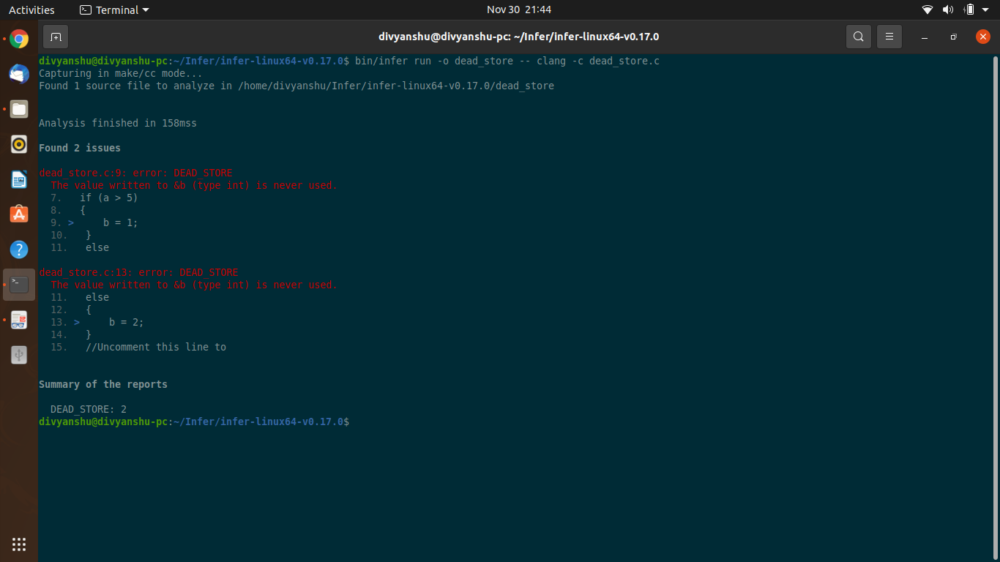 Activities Terminal Nov 30 21:44
divyanshu@divyanshu-pc: ~/Infer/infer-linux64-v0.17.0
divyanshu@divyanshu-pc:~/Infer/infer-linux64-v0.17.0$ bin/infer run -o dead_store -- clang -c dead_store.c
Capturing in make/cc mode...
Found 1 source file to analyze in /home/divyanshu/Infer/infer-linux64-v0.17.0/dead_store
Analysis finished in 158mss
Found 2 issues
dead_store.c:9: error: DEAD_STORE
  The value written to &b (type int) is never used.
  7.   if (a > 5)
  8.   {
  9. >     b = 1;
  10.   }
  11.   else
dead_store.c:13: error: DEAD_STORE
  The value written to &b (type int) is never used.
  11.   else
  12.   {
  13. >     b = 2;
  14.   }
  15.   //Uncomment this line to
Summary of the reports
  DEAD_STORE: 2
divyanshu@divyanshu-pc:~/Infer/infer-linux64-v0.17.0$